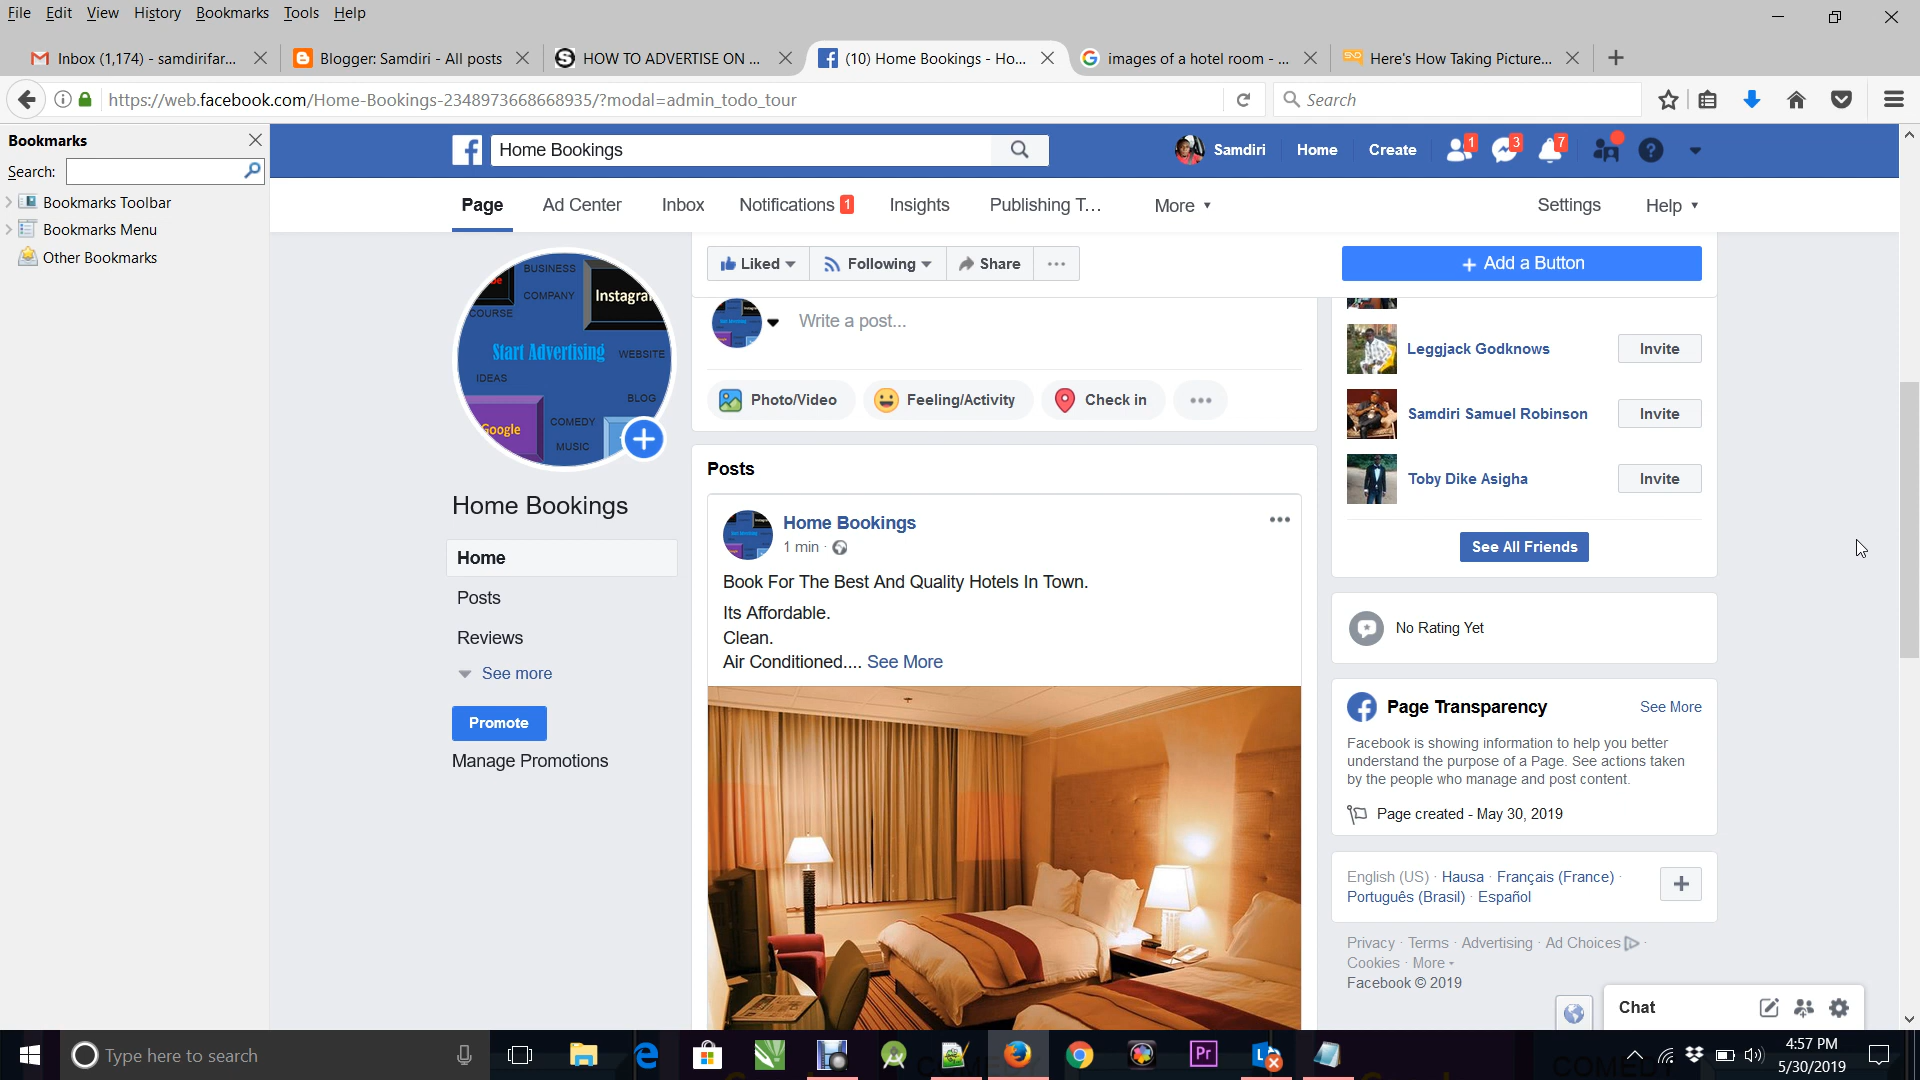 File Edit View History Bookmarks Tools Help
Inbox (1,174) - samdirifar...
Blogger: Samdiri - All posts
HOW TO ADVERTISE ON ...
(10) Home Bookings - Ho...
images of a hotel room - ...
Here's How Taking Picture...
https://web.facebook.com/Home-Bookings-2348973668668935/?modal=admin_todo_tour
Search
Bookmarks
Search:
Bookmarks Toolbar
Bookmarks Menu
Other Bookmarks
Home Bookings
Samdiri Home Create 1 3 7
Page Ad Center Inbox Notifications 1 Insights Publishing T... More Settings Help
BUSINESS
COMPANY
Instagra
COURSE
Start Advertising
WEBSITE
IDEAS
BLOG
COMEDY
Google
MUSIC
Home Bookings
Home
Posts
Reviews
See more
Promote
Manage Promotions
Liked Following Share
+ Add a Button
Write a post...
Photo/Video Feeling/Activity Check in
Posts
Home Bookings
1 min
Book For The Best And Quality Hotels In Town.
Its Affordable.
Clean.
Air Conditioned.... See More
Leggjack Godknows Invite
Samdiri Samuel Robinson Invite
Toby Dike Asigha Invite
See All Friends
No Rating Yet
Page Transparency See More
Facebook is showing information to help you better
understand the purpose of a Page. See actions taken
by the people who manage and post content.
Page created - May 30, 2019
English (US) · Hausa · Français (France) ·
Português (Brasil) · Español
Privacy · Terms · Advertising · Ad Choices ·
Cookies · More
Facebook © 2019
Chat
Type here to search
Pr
4:57 PM
5/30/2019